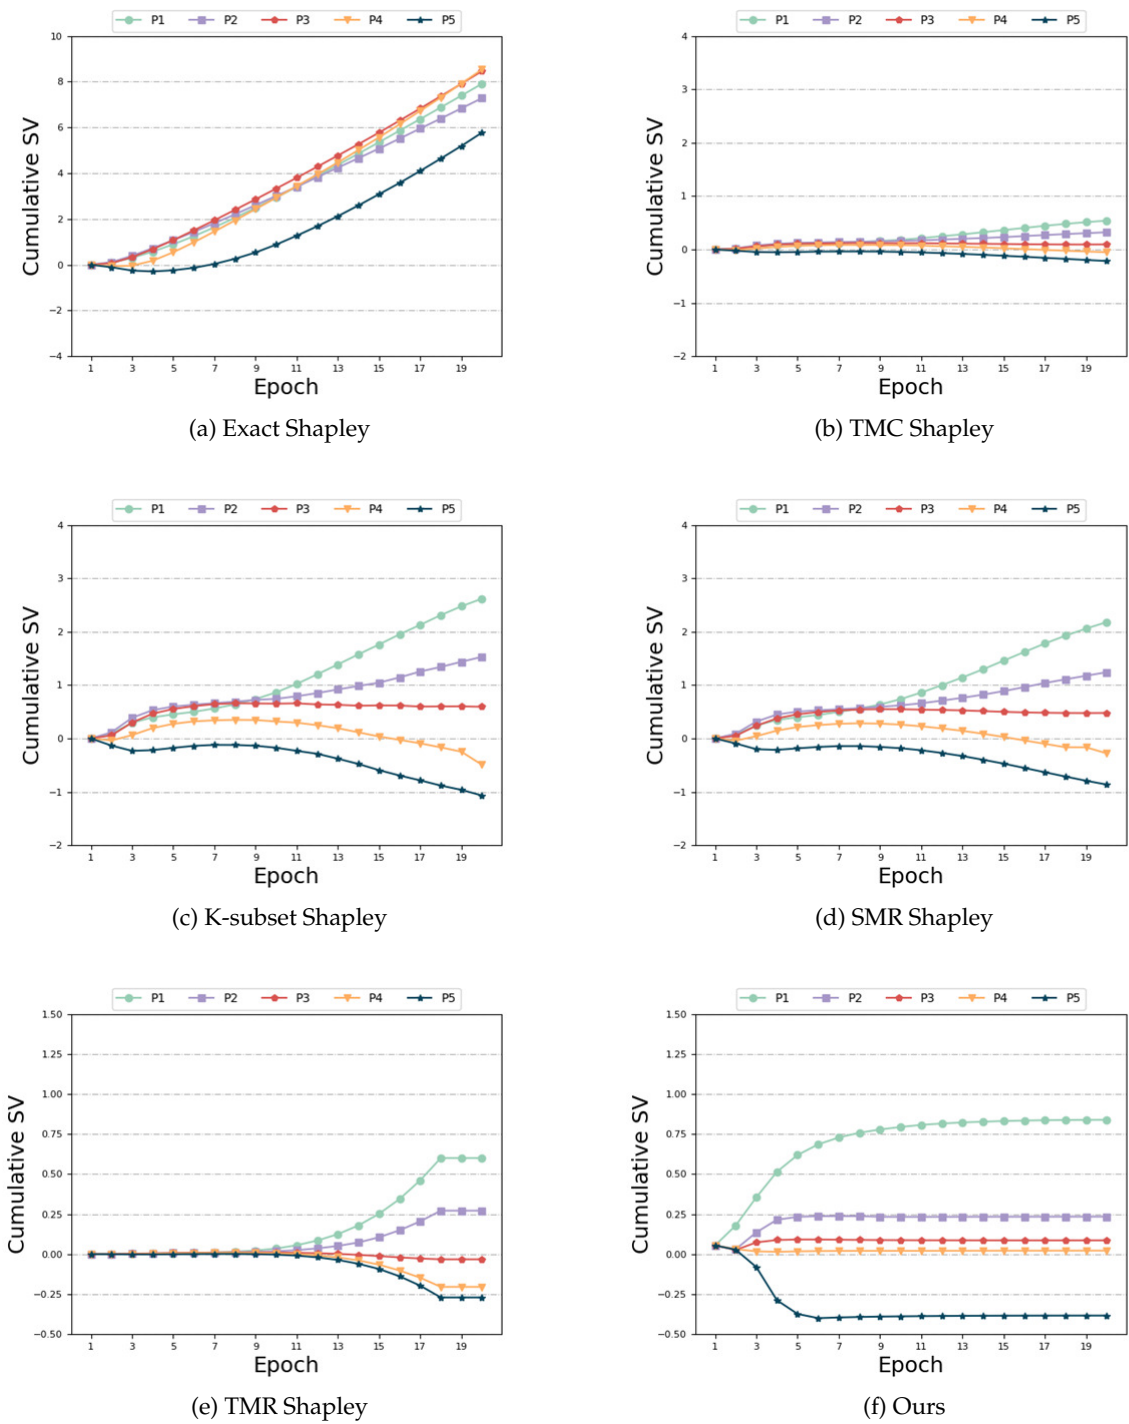 P1 P2 P3 P4 P5
10
8
6
4
2
0
−2
−4
Cumulative SV
1 3 5 7 9 11 13 15 17 19
Epoch
(a) Exact Shapley
P1 P2 P3 P4 P5
4
3
2
1
0
−1
−2
Cumulative SV
1 3 5 7 9 11 13 15 17 19
Epoch
(b) TMC Shapley
P1 P2 P3 P4 P5
4
3
2
1
0
−1
−2
Cumulative SV
1 3 5 7 9 11 13 15 17 19
Epoch
(c) K-subset Shapley
P1 P2 P3 P4 P5
4
3
2
1
0
−1
−2
Cumulative SV
1 3 5 7 9 11 13 15 17 19
Epoch
(d) SMR Shapley
P1 P2 P3 P4 P5
1.50
1.25
1.00
0.75
0.50
0.25
0.00
−0.25
−0.50
Cumulative SV
1 3 5 7 9 11 13 15 17 19
Epoch
(e) TMR Shapley
P1 P2 P3 P4 P5
1.50
1.25
1.00
0.75
0.50
0.25
0.00
−0.25
−0.50
Cumulative SV
1 3 5 7 9 11 13 15 17 19
Epoch
(f) Ours